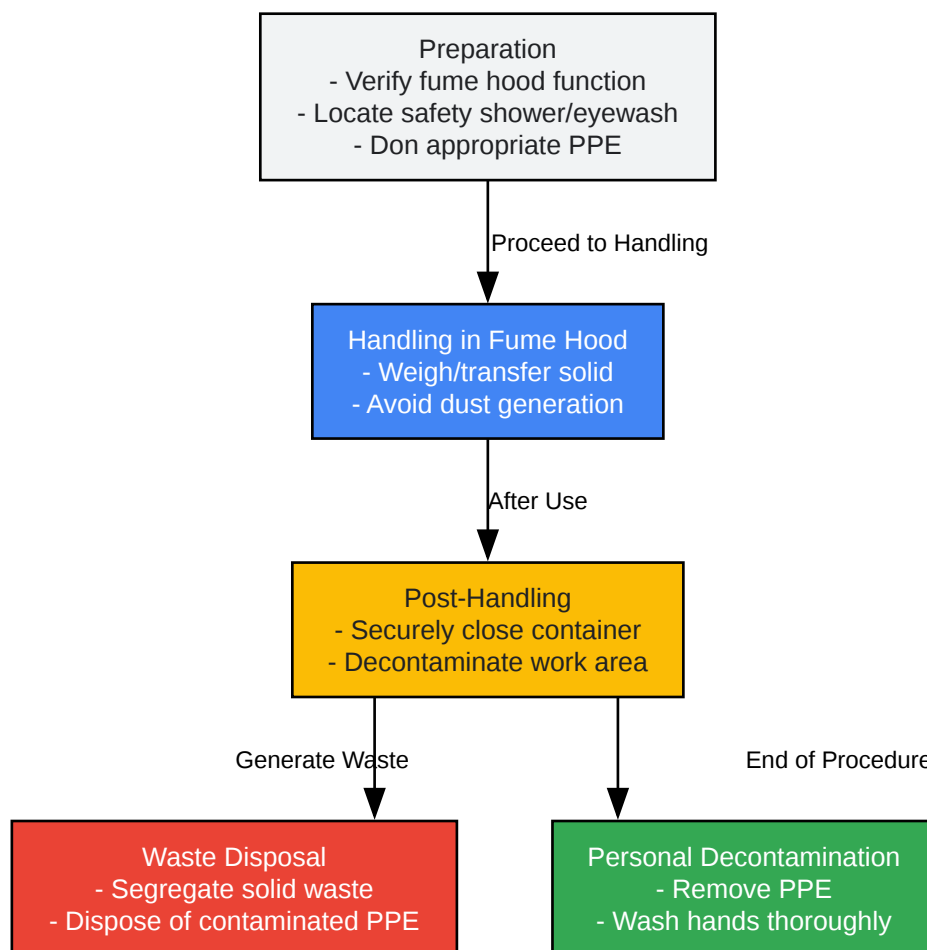 Preparation
- Verify fume hood function
- Locate safety shower/eyewash
- Don appropriate PPE
Proceed to Handling
Handling in Fume Hood
- Weigh/transfer solid
- Avoid dust generation
After Use
Post-Handling
- Securely close container
- Decontaminate work area
Generate Waste
End of Procedure
Waste Disposal
- Segregate solid waste
- Dispose of contaminated PPE
Personal Decontamination
- Remove PPE
- Wash hands thoroughly